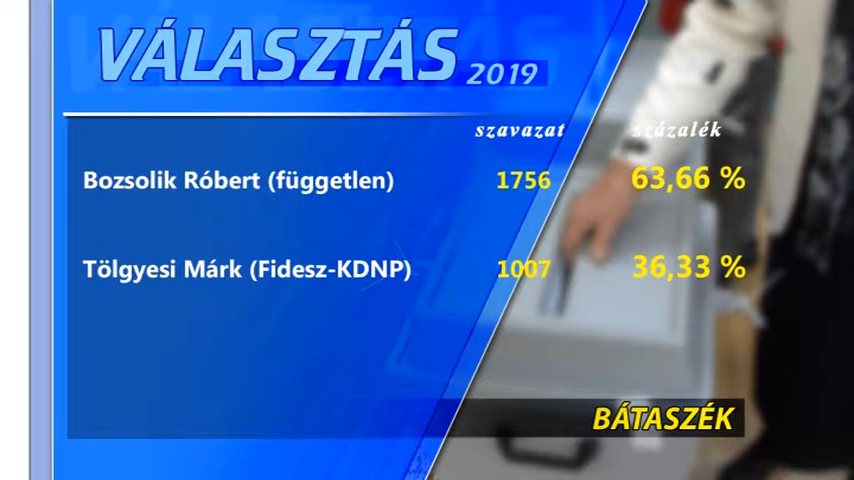 VÁLASZTÁS 2019
szavazat százalék
Bozsolik Róbert (független) 1756 63,66 %
Tölgyesi Márk (Fidesz-KDNP) 1007 36,33 %
BÁTASZÉK